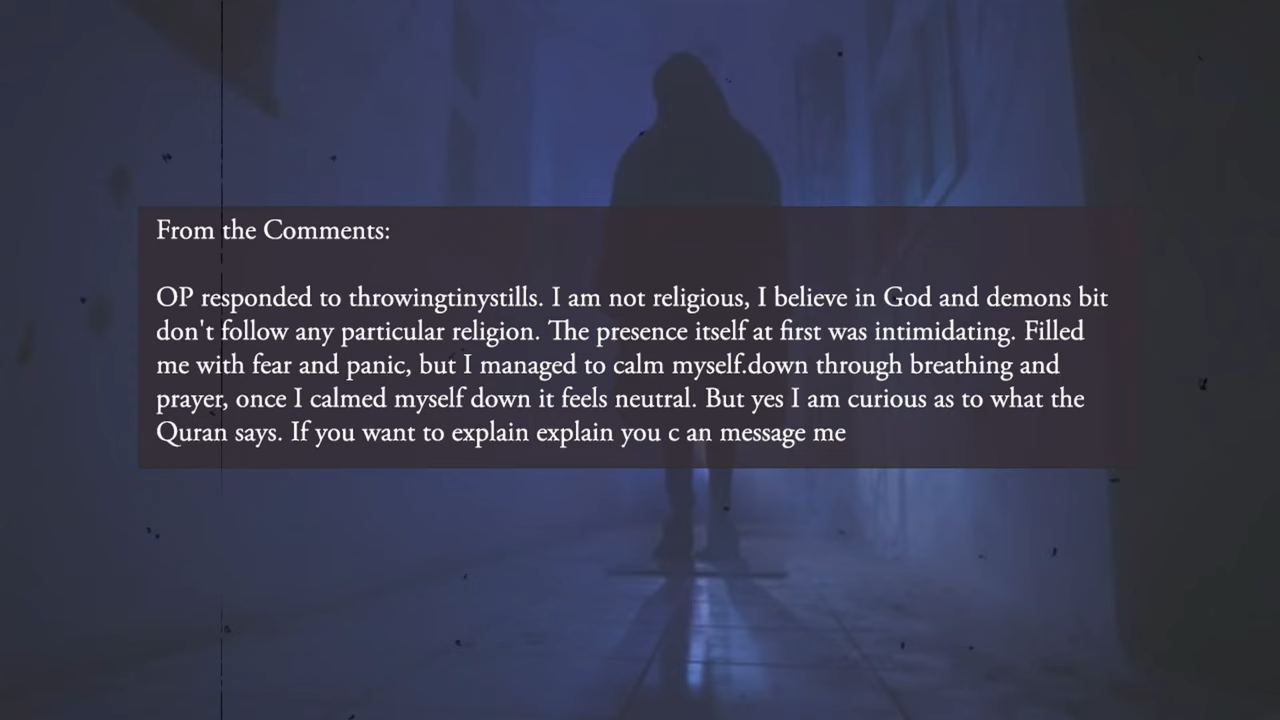 From the Comments:
OP responded to throwingtinystills. I am not religious, I believe in God and demons bit
don't follow any particular religion. The presence itself at first was intimidating. Filled
me with fear and panic, but I managed to calm myself.down through breathing and
prayer, once I calmed myself down it feels neutral. But yes I am curious as to what the
Quran says. If you want to explain explain you c an message me